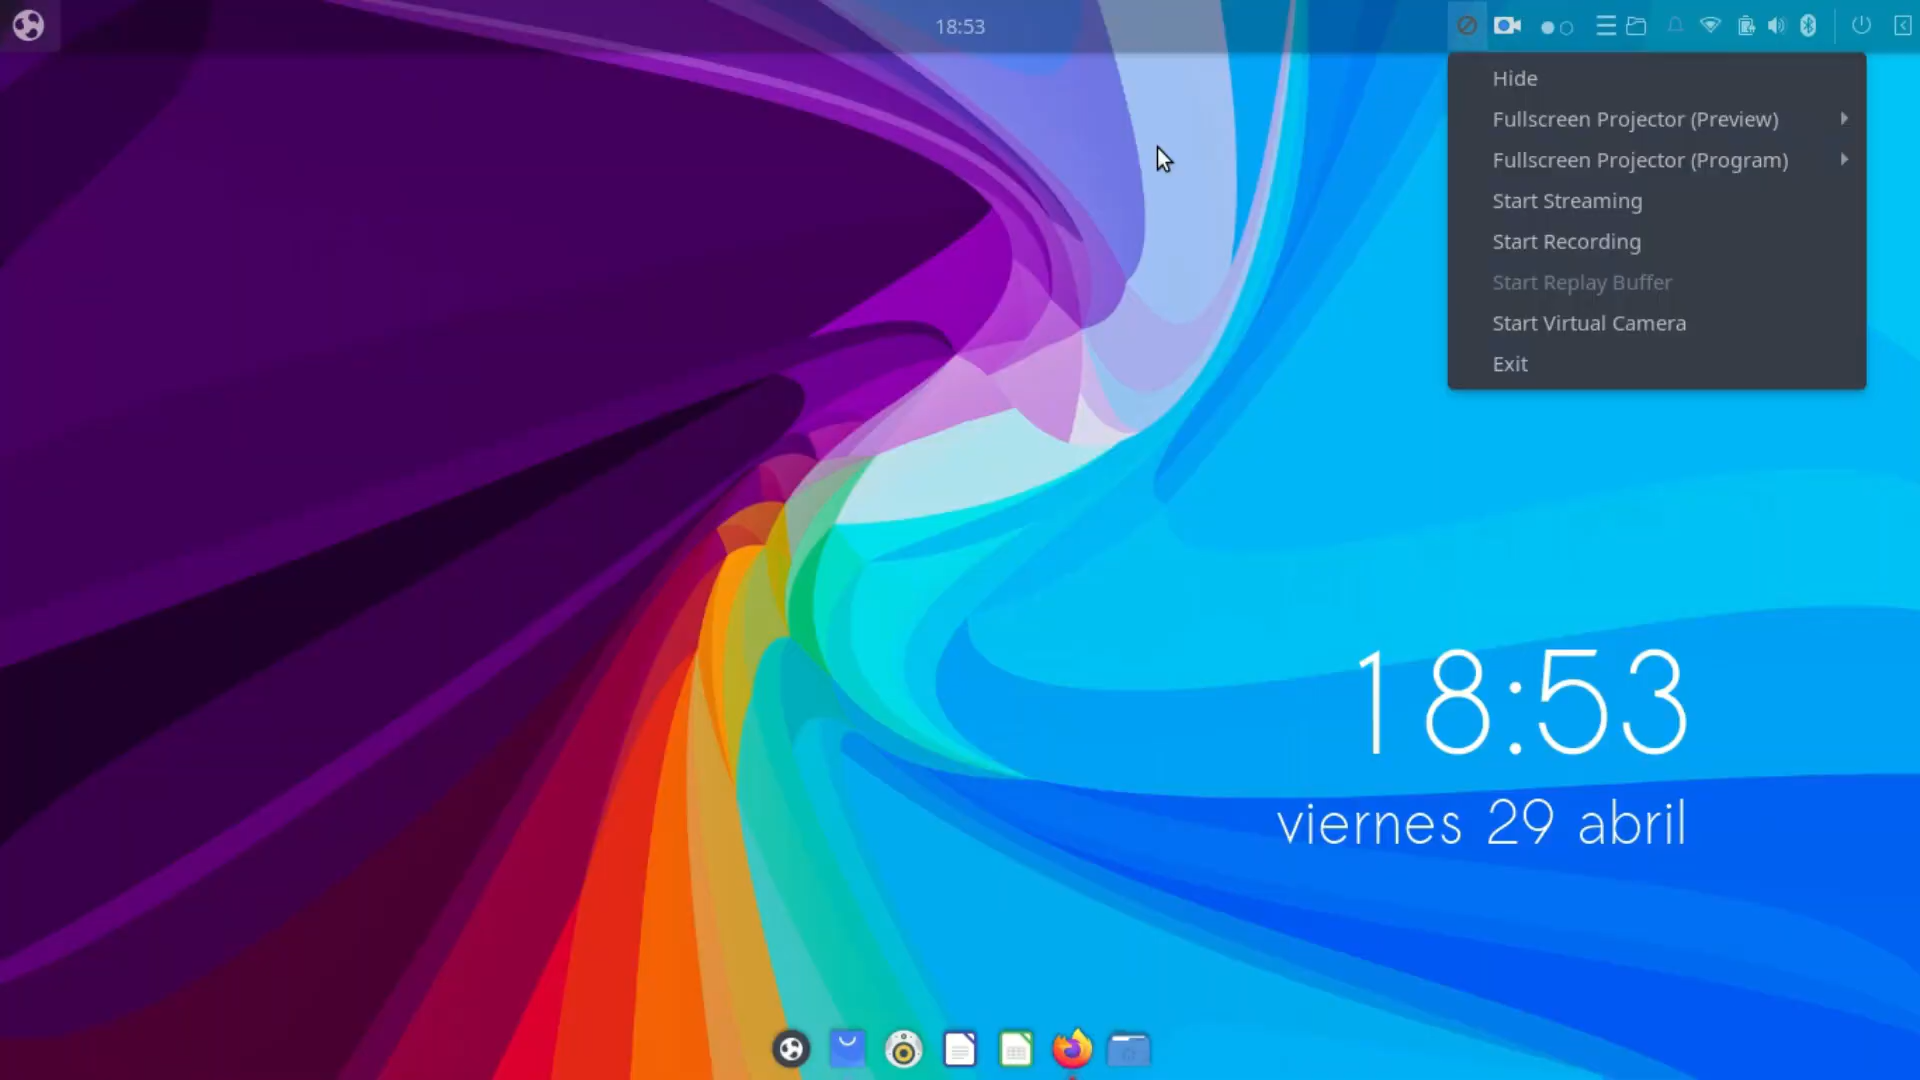 18:53
Hide
Fullscreen Projector (Preview)
Fullscreen Projector (Program)
Start Streaming
Start Recording
Start Replay Buffer
Start Virtual Camera
Exit
18:53
viernes 29 abril